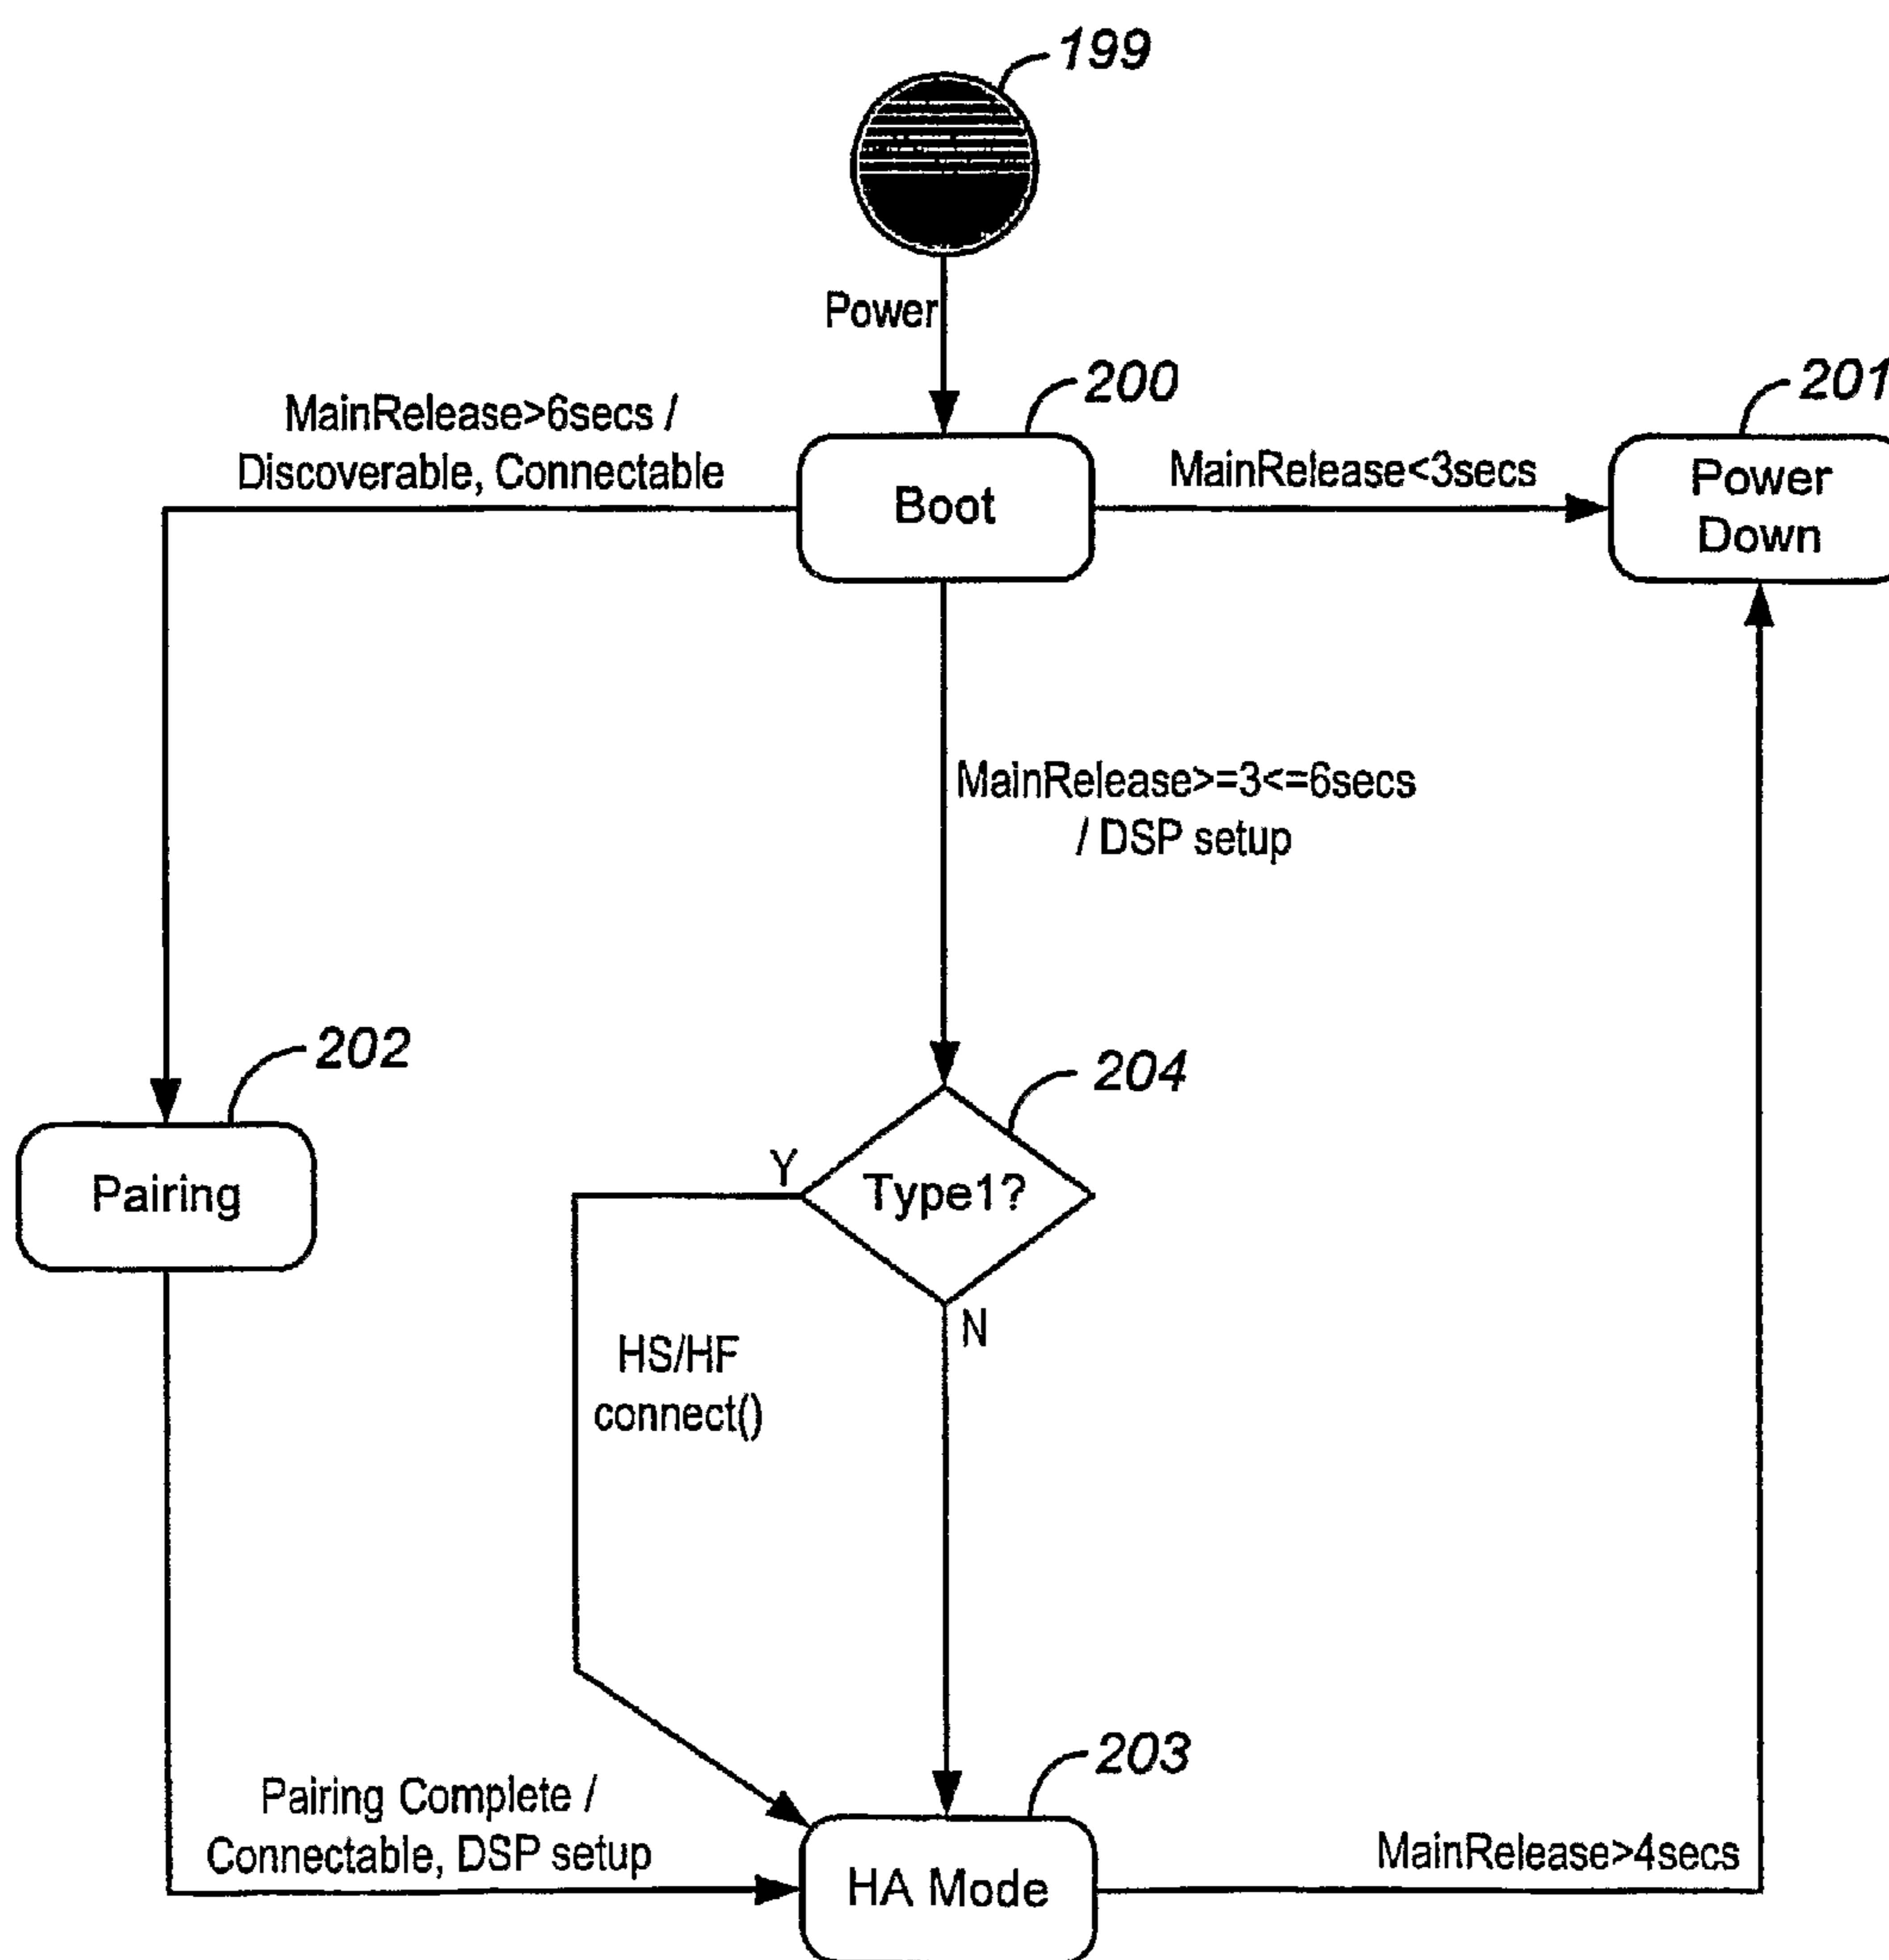 199
Power
200
201
MainRelease>6secs /
Discoverable, Connectable
Boot
MainRelease<3secs
Power
Down
MainRelease>=3<=6secs
/ DSP setup
202
204
Pairing
Y
Type1?
N
HS/HF
connect()
203
Pairing Complete /
Connectable, DSP setup
HA Mode
MainRelease>4secs